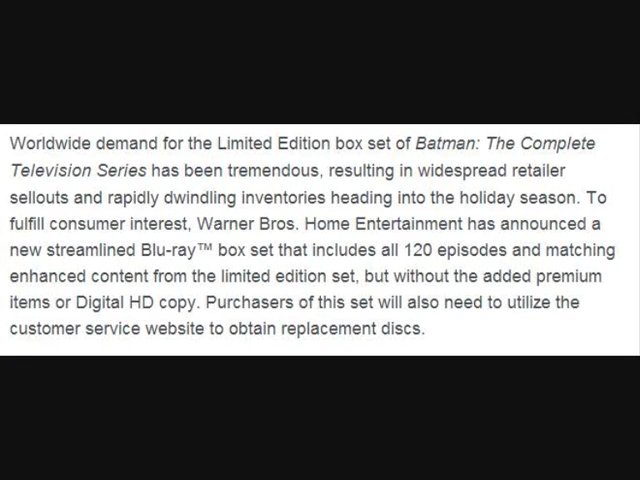 Worldwide demand for the Limited Edition box set of Batman: The Complete
Television Series has been tremendous, resulting in widespread retailer
sellouts and rapidly dwindling inventories heading into the holiday season. To
fulfill consumer interest, Warner Bros. Home Entertainment has announced a
new streamlined Blu-ray™ box set that includes all 120 episodes and matching
enhanced content from the limited edition set, but without the added premium
items or Digital HD copy. Purchasers of this set will also need to utilize the
customer service website to obtain replacement discs.